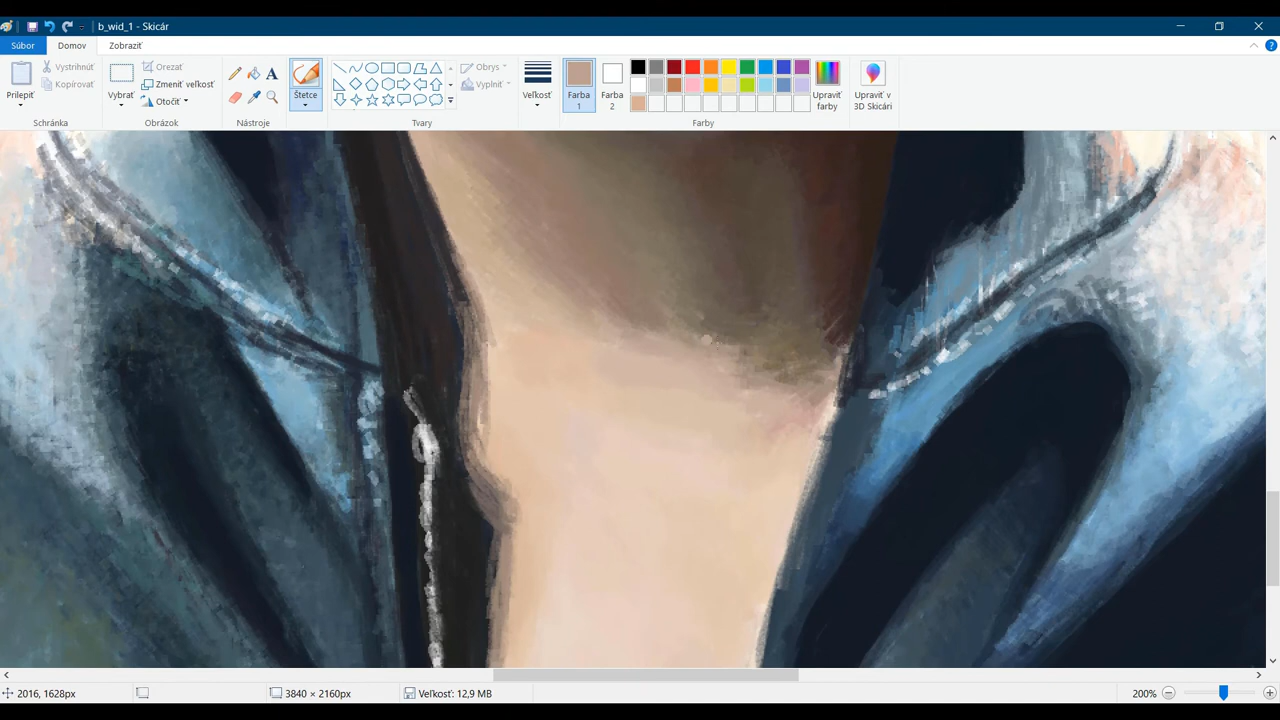 b_wid_1 - Skicár
Súbor Domov Zobraziť
Prilepiť
Vystrihnúť
Kopírovať
Schránka
Vybrať
Orezať
Zmeniť veľkosť
Otočiť
Obrázok
A
Nástroje
Štetce
Obrys
Vyplniť
Tvary
Veľkosť
Farba
1
Farba
2
Upraviť
farby
Farby
Upraviť v
3D Skicári
2016, 1628px
3840 × 2160px
Veľkosť: 12,9 MB
200%